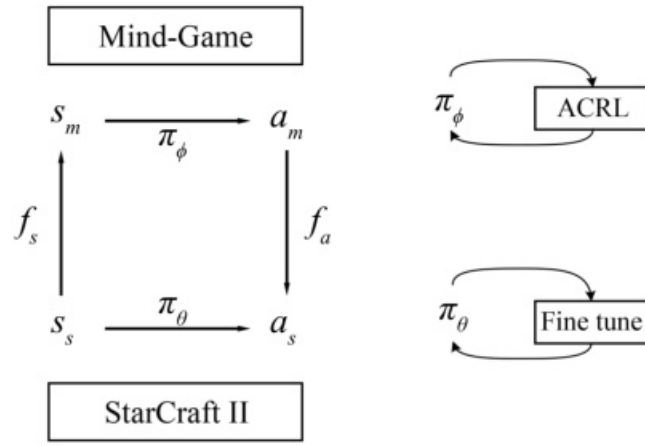 Mind-Game
s_m π_ϕ a_m
f_s f_a
s_s π_θ a_s
StarCraft II
π_ϕ ACRL
π_θ Fine tune